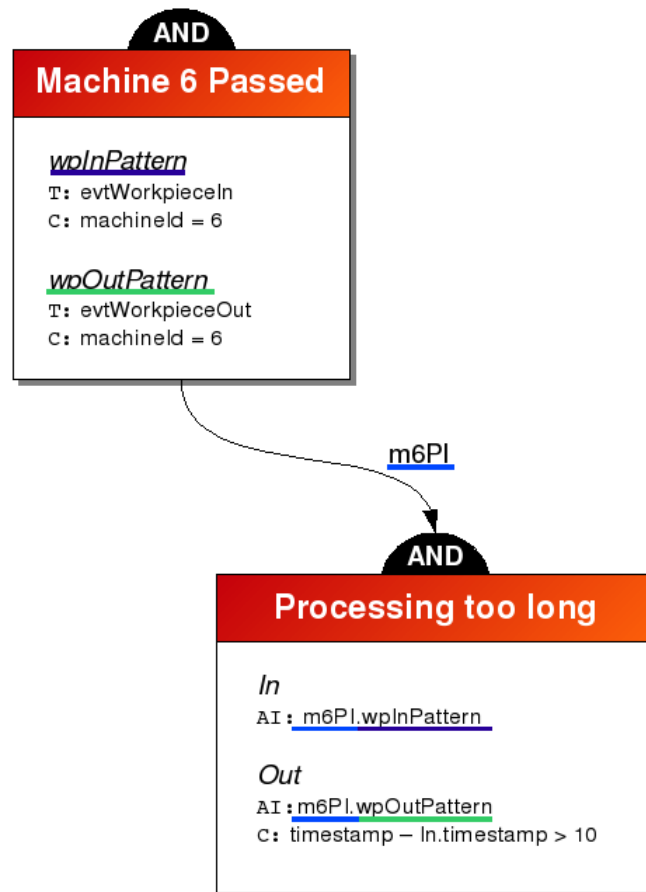 AND
Machine 6 Passed
wpInPattern
T: evtWorkpieceIn
C: machineId = 6
wpOutPattern
T: evtWorkpieceOut
C: machineId = 6
m6PI
AND
Processing too long
In
AI: m6PI.wpInPattern
Out
AI:m6PI.wpOutPattern
C: timestamp – In.timestamp > 10